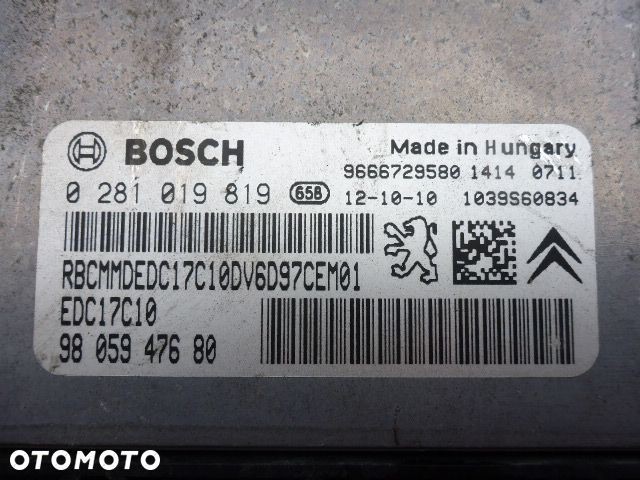 BOSCH
Made in Hungary
9666729580 1414 0711
0 281 019 819 65B 12-10-10 1039S60834
RBCMMDEDC17C10DV6D97CEM01
EDC17C10
98 059 476 80
OTOMOTO